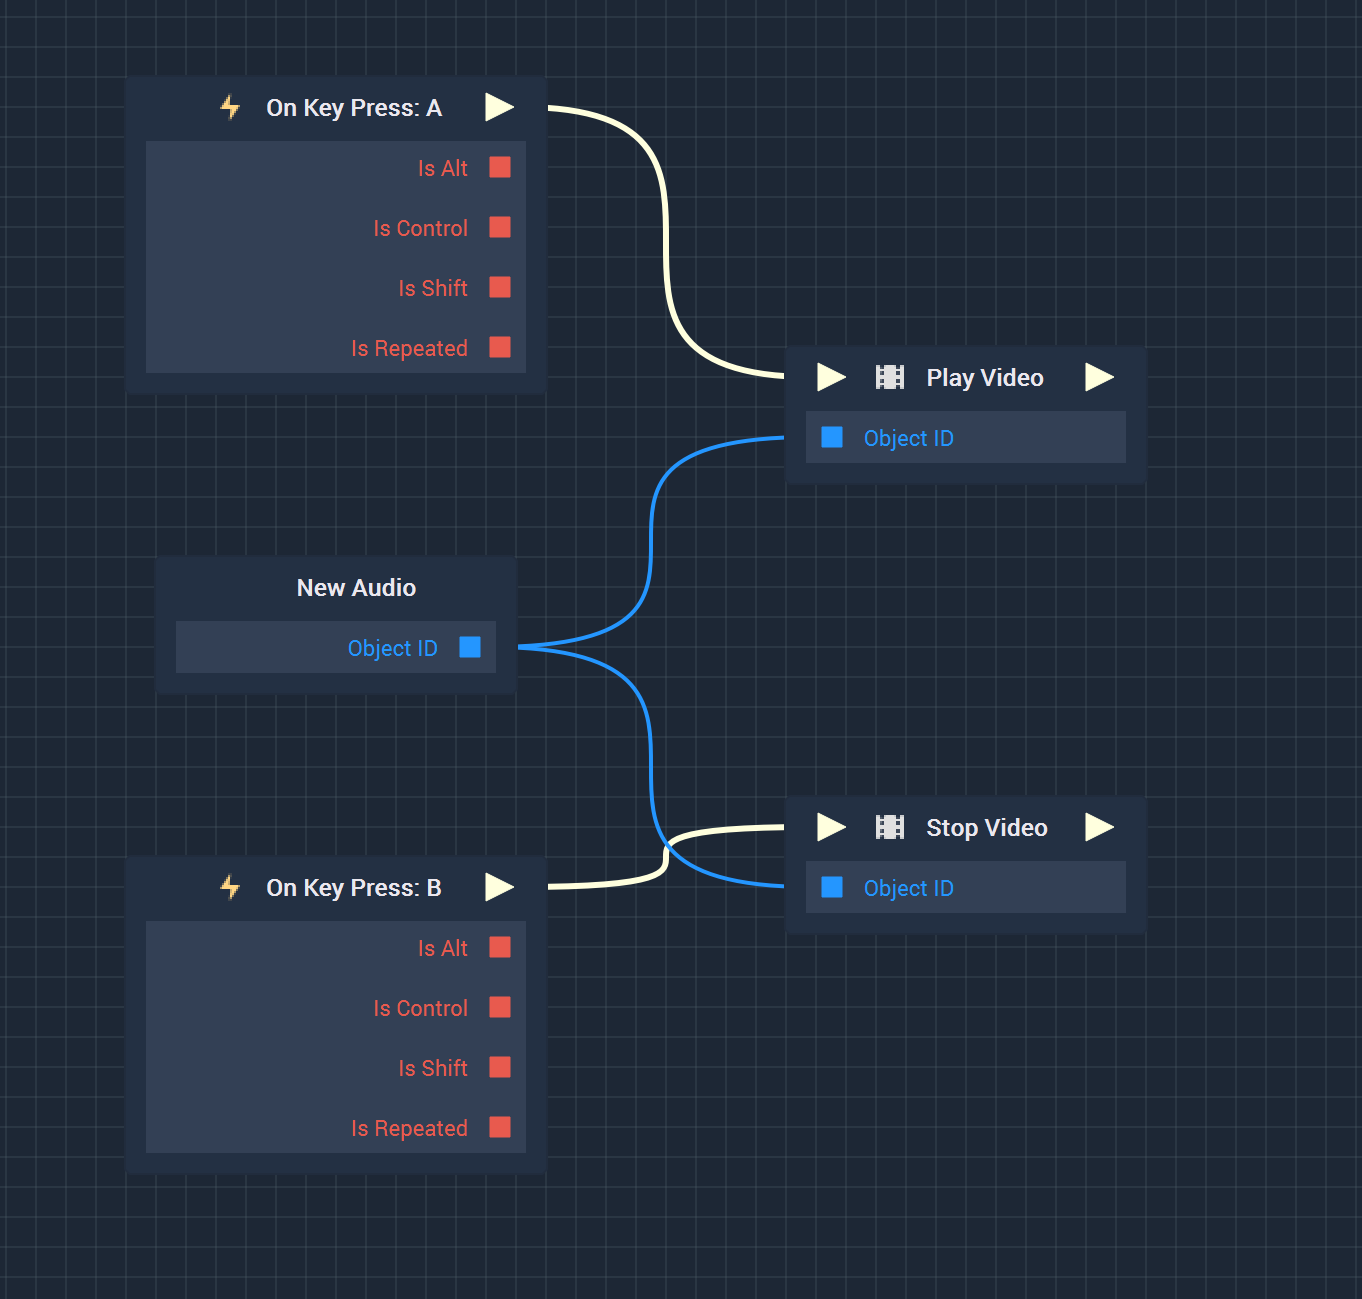 On Key Press: A
Is Alt
Is Control
Is Shift
Is Repeated
Play Video
Object ID
New Audio
Object ID
Stop Video
Object ID
On Key Press: B
Is Alt
Is Control
Is Shift
Is Repeated